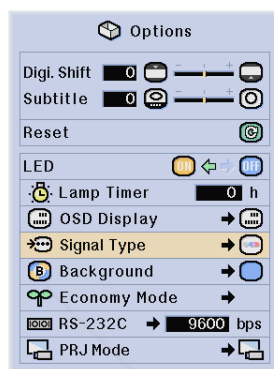 Options
Digi. Shift 0 - +
Subtitle 0 - +
Reset
LED ON OFF
Lamp Timer 0 h
OSD Display
Signal Type
B Background
Economy Mode
IOIOI RS-232C 9600 bps
PRJ Mode